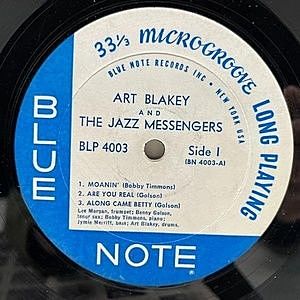 33⅓ MICROGROOVE LONG PLAYING
BLUE NOTE RECORDS INC • NEW YORK USA
ART BLAKEY
AND
THE JAZZ MESSENGERS
BLP 4003
Side 1
(BN 4003-A)
1. MOANIN' (Bobby Timmons)
2. ARE YOU REAL (Golson)
3. ALONG CAME BETTY (Golson)
Lee Morgan, trumpet; Benny Golson,
tenor sax; Bobby Timmons, piano;
Jymie Merritt, bass; Art Blakey, drums.
BLUE
NOTE
®